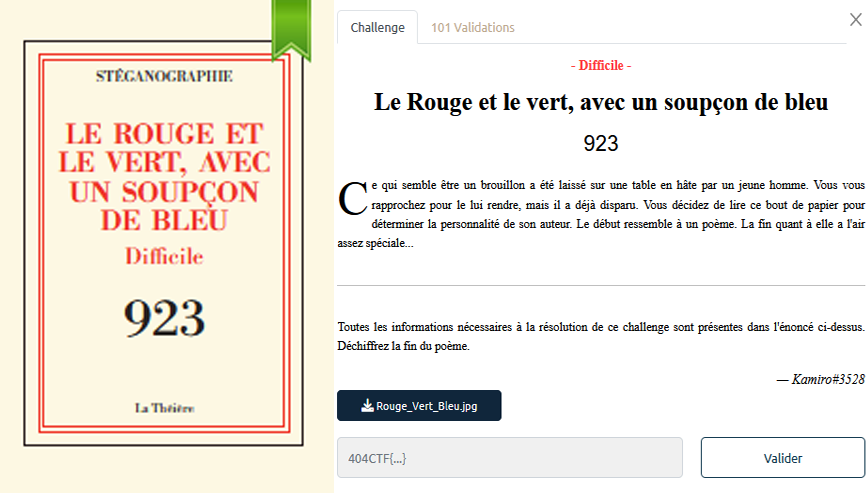 STÉGANOGRAPHIE
LE ROUGE ET
LE VERT, AVEC
UN SOUPÇON
DE BLEU
Difficile
923
La Théière
Challenge
101 Validations
- Difficile -
Le Rouge et le vert, avec un soupçon de bleu
923
Ce qui semble être un brouillon a été laissé sur une table en hâte par un jeune homme. Vous vous
rapprochez pour le lui rendre, mais il a déjà disparu. Vous décidez de lire ce bout de papier pour
déterminer la personnalité de son auteur. Le début ressemble à un poème. La fin quant à elle a l'air
assez spéciale...
Toutes les informations nécessaires à la résolution de ce challenge sont présentes dans l'énoncé ci-dessus.
Déchiffrez la fin du poème.
— Kamiro#3528
Rouge_Vert_Bleu.jpg
404CTF{...}
Valider